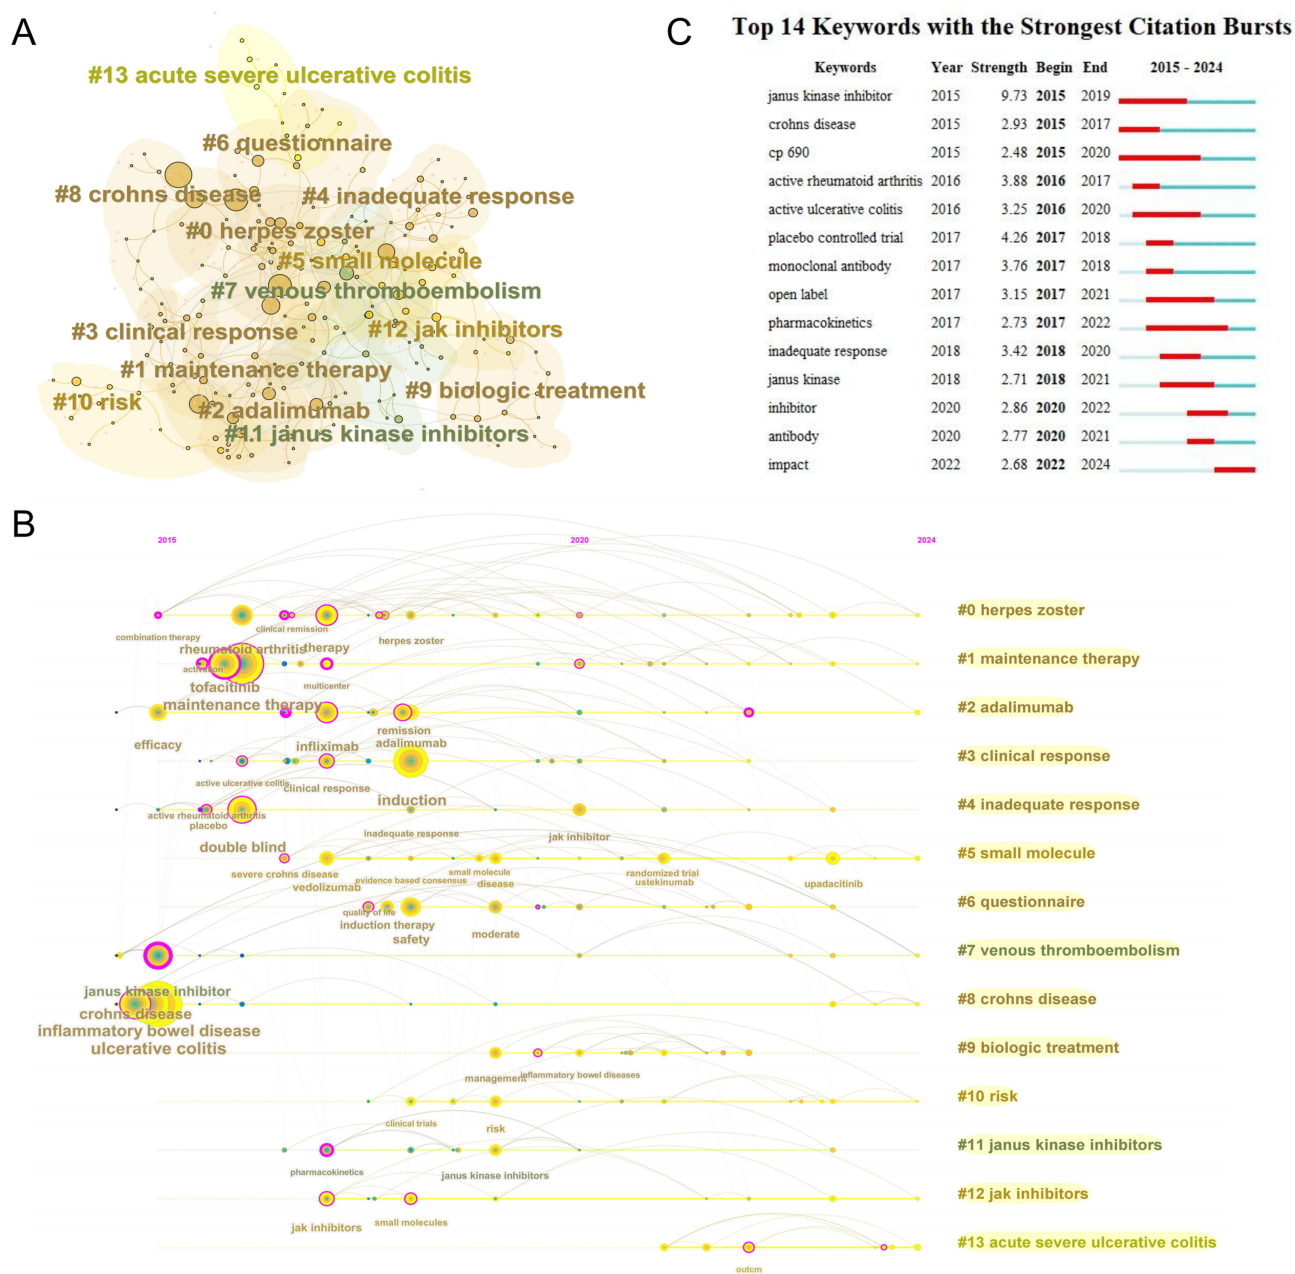 A
#13 acute severe ulcerative colitis
#6 questionnaire
#8 crohns disease
#4 inadequate response
#0 herpes zoster
#5 small molecule
#7 venous thromboembolism
#3 clinical response
#12 jak inhibitors
#1 maintenance therapy
#9 biologic treatment
#10 risk
#2 adalimumab
#11 janus kinase inhibitors
C
Top 14 Keywords with the Strongest Citation Bursts
Keywords Year Strength Begin End 2015 - 2024
janus kinase inhibitor 2015 9.73 2015 2019
crohns disease 2015 2.93 2015 2017
cp 690 2015 2.48 2015 2020
active rheumatoid arthritis 2016 3.88 2016 2017
active ulcerative colitis 2016 3.25 2016 2020
placebo controlled trial 2017 4.26 2017 2018
monoclonal antibody 2017 3.76 2017 2018
open label 2017 3.15 2017 2021
pharmacokinetics 2017 2.73 2017 2022
inadequate response 2018 3.42 2018 2020
janus kinase 2018 2.71 2018 2021
inhibitor 2020 2.86 2020 2022
antibody 2020 2.77 2020 2021
impact 2022 2.68 2022 2024
B
2015 2020 2024
#0 herpes zoster
combination therapy clinical remission herpes zoster
rheumatoid arthritis therapy
#1 maintenance therapy
activation
tofacitinib multicenter
maintenance therapy
#2 adalimumab
efficacy infliximab remission
adalimumab
#3 clinical response
active ulcerative colitis clinical response
induction
#4 inadequate response
active rheumatoid arthritis
placebo
inadequate response jak inhibitor
double blind
#5 small molecule
severe crohns disease evidence based consensus small molecule randomized trial
vedolizumab disease ustekinumab upadacitinib
#6 questionnaire
quality of life
induction therapy
safety moderate
#7 venous thromboembolism
janus kinase inhibitor
#8 crohns disease
crohns disease
inflammatory bowel disease
ulcerative colitis
#9 biologic treatment
management inflammatory bowel diseases
#10 risk
clinical trials risk
#11 janus kinase inhibitors
pharmacokinetics janus kinase inhibitors
#12 jak inhibitors
jak inhibitors small molecules
#13 acute severe ulcerative colitis
outcm